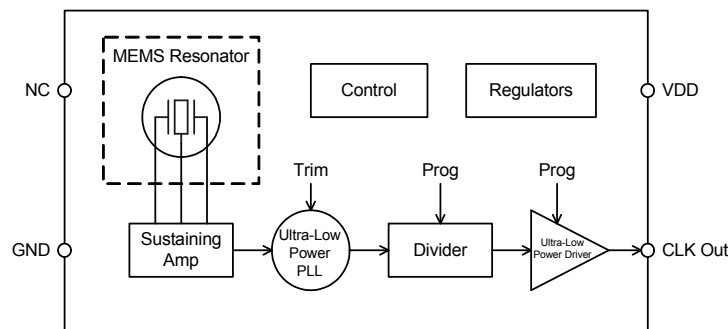 MEMS Resonator
NC
Control
Regulators
VDD
Trim
Prog
Prog
GND
Sustaining
Amp
Ultra-Low
Power
PLL
Divider
Ultra-Low
Power Driver
CLK Out